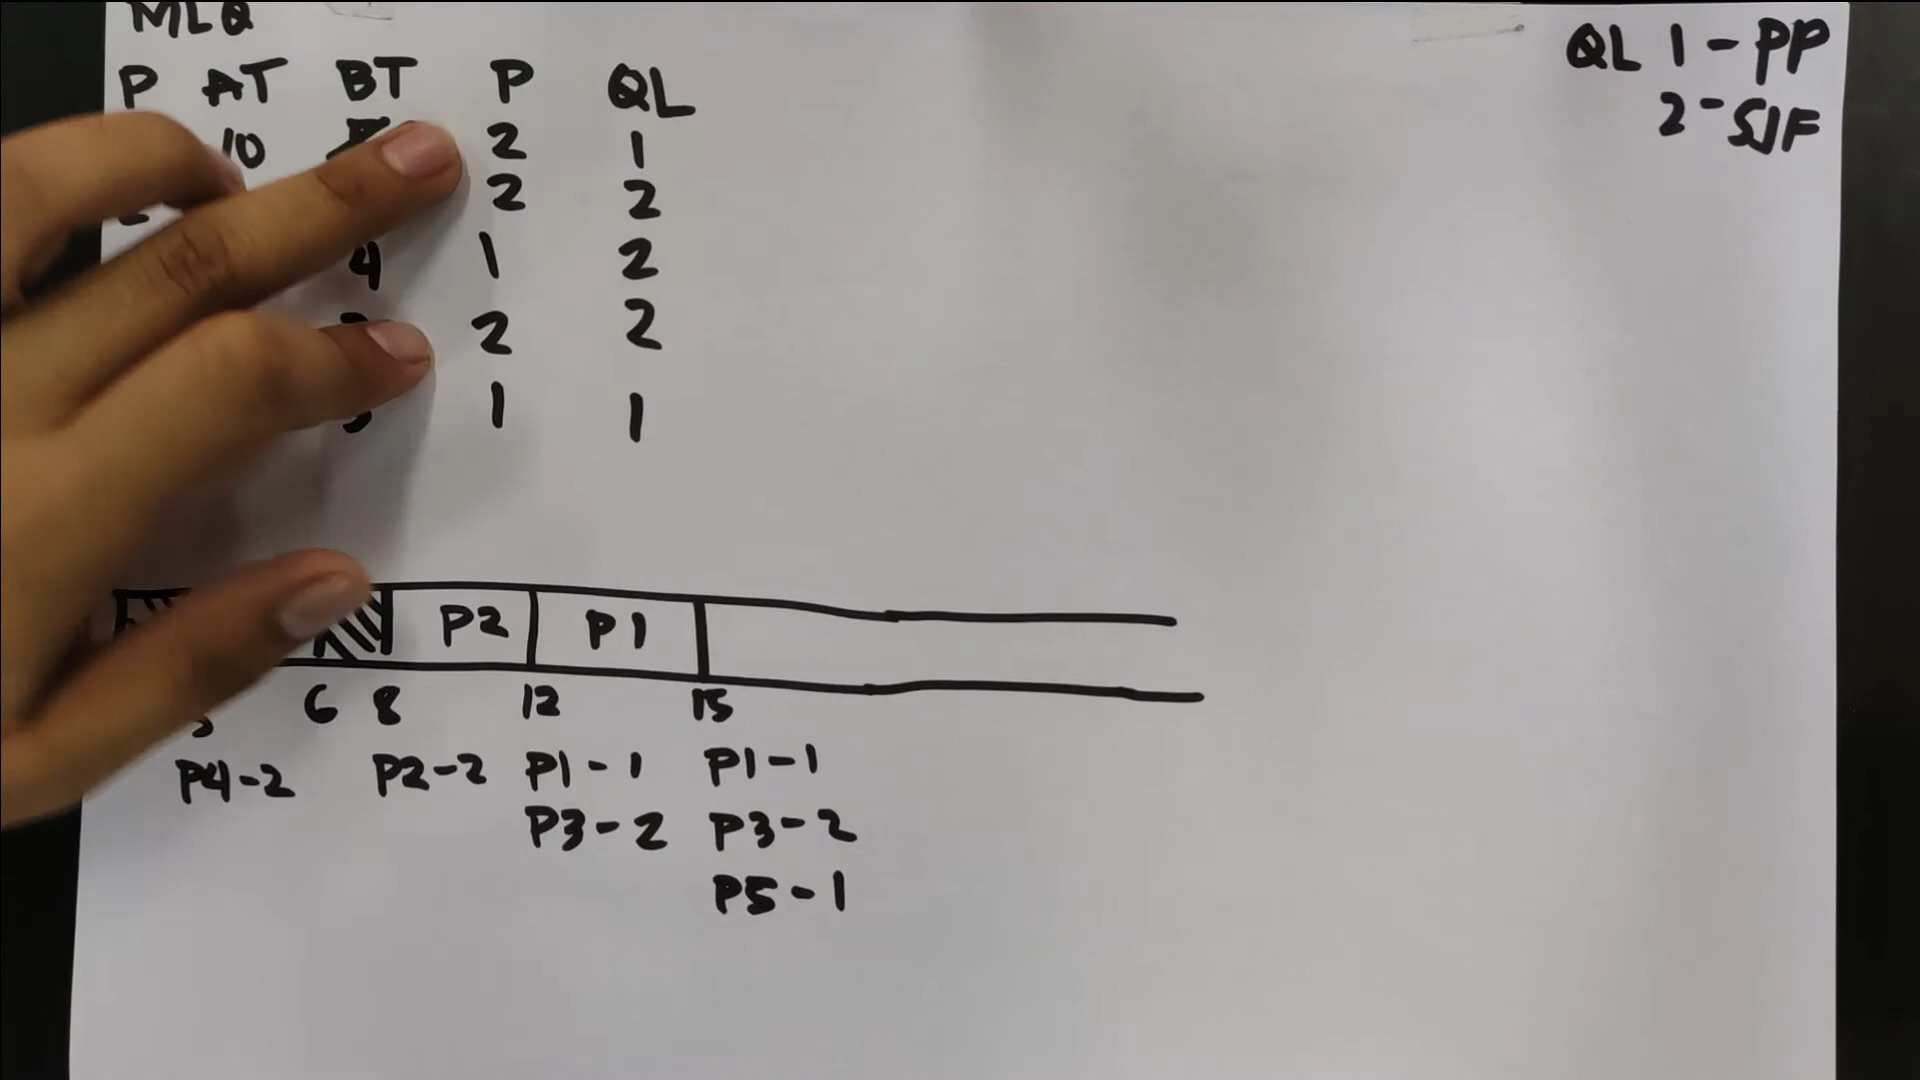 MLQ
P AT BT P QL
10 2 1
2 2
4 1 2
2 2
1 1
QL 1 - PP
2 - SJF
P2 P1
6 8 12 15
P4-2 P2-2 P1-1 P1-1
P3-2 P3-2
P5-1